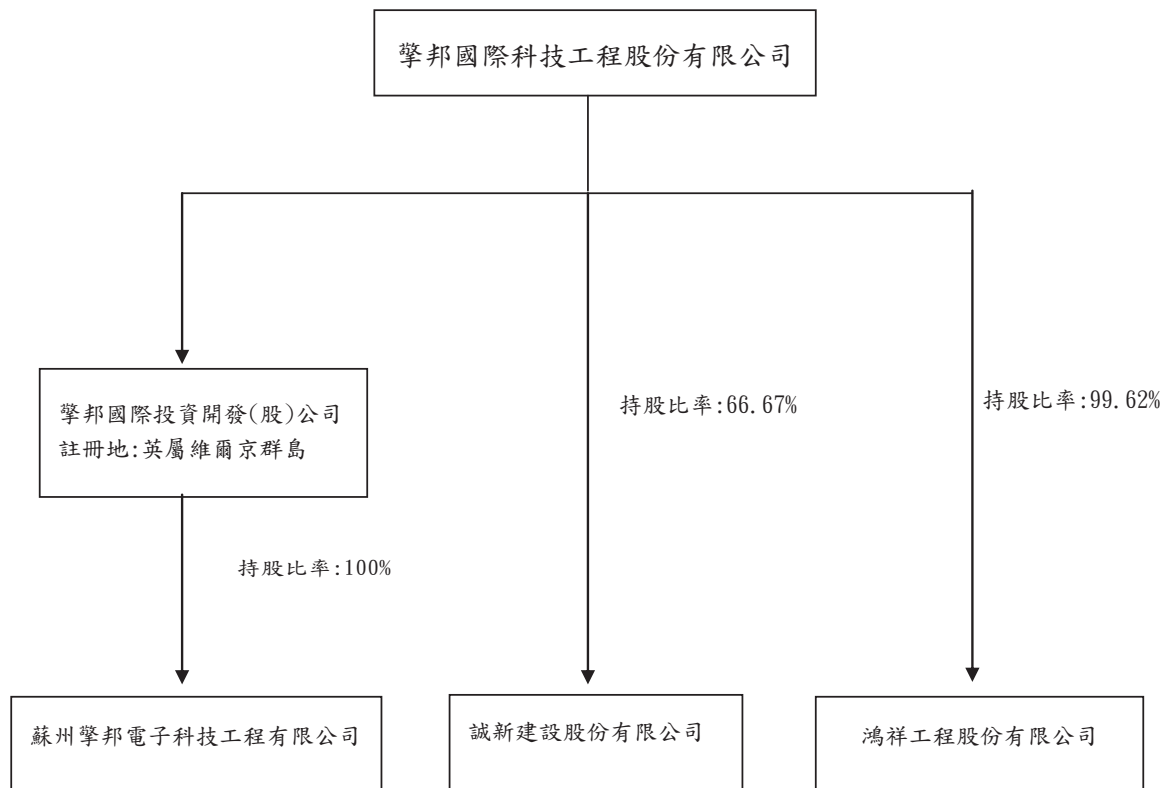 擎邦國際科技工程股份有限公司
擎邦國際投資開發(股)公司
註冊地:英屬維爾京群島
持股比率:66.67%
持股比率:99.62%
持股比率:100%
蘇州擎邦電子科技工程有限公司
誠新建設股份有限公司
鴻祥工程股份有限公司